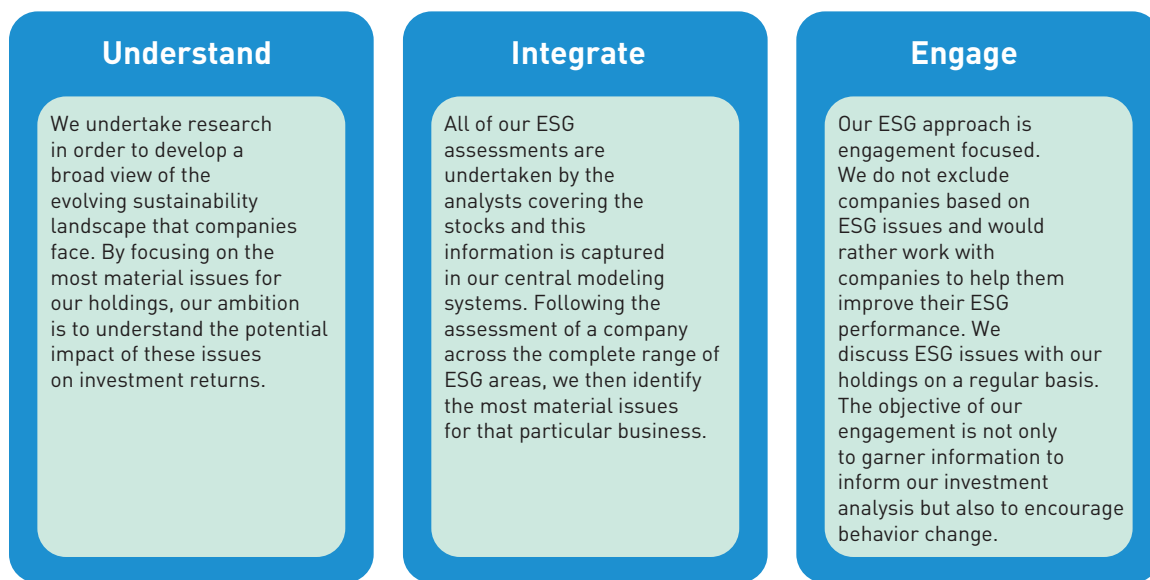 Understand
We undertake research
in order to develop a
broad view of the
evolving sustainability
landscape that companies
face. By focusing on the
most material issues for
our holdings, our ambition
is to understand the potential
impact of these issues
on investment returns.
Integrate
All of our ESG
assessments are
undertaken by the
analysts covering the
stocks and this
information is captured
in our central modeling
systems. Following the
assessment of a company
across the complete range of
ESG areas, we then identify
the most material issues
for that particular business.
Engage
Our ESG approach is
engagement focused.
We do not exclude
companies based on
ESG issues and would
rather work with
companies to help them
improve their ESG
performance. We
discuss ESG issues with our
holdings on a regular basis.
The objective of our
engagement is not only
to garner information to
inform our investment
analysis but also to encourage
behavior change.